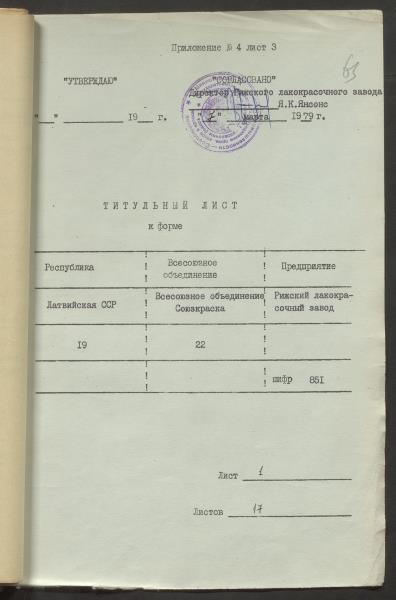 Приложение № 4 лист 3
63
"УТВЕРЖДАЮ"
"СОГЛАСОВАНО"
Директор Рижского лакокрасочного завода
Я.К.Янсонс
"__" ________ 19__ г.
марта 1979 г.
ТИТУЛЬНЫЙ ЛИСТ
к форме
Республика
Всесоюзное объединение
Предприятие
Латвийская ССР
Всесоюзное объединение Союзкраска
Рижский лакокрасочный завод
19
22
шифр 851
Лист 1
Листов 17